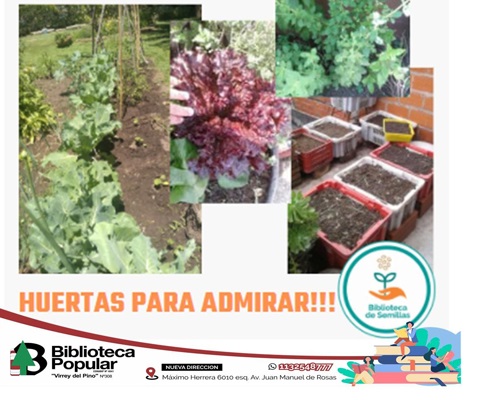 HUERTAS PARA ADMIRAR!!!
Biblioteca
de Semillas
Biblioteca
Popular
"Virrey del Pino" N°
NUEVA DIRECCION
1132548777
Máximo Herrera 6010 esq. Av. Juan Manuel de Rosas